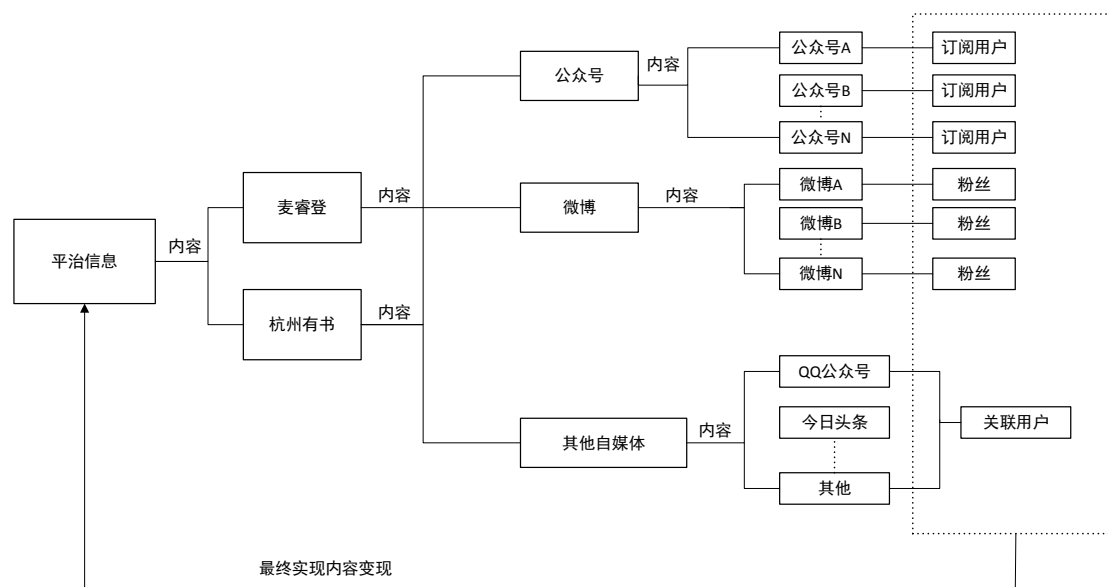 公众号A
订阅用户
公众号
内容
公众号B
订阅用户
公众号N
订阅用户
麦睿登
内容
微博
内容
微博A
粉丝
微博B
粉丝
平治信息
内容
微博N
粉丝
杭州有书
内容
QQ公众号
其他自媒体
内容
今日头条
关联用户
其他
最终实现内容变现